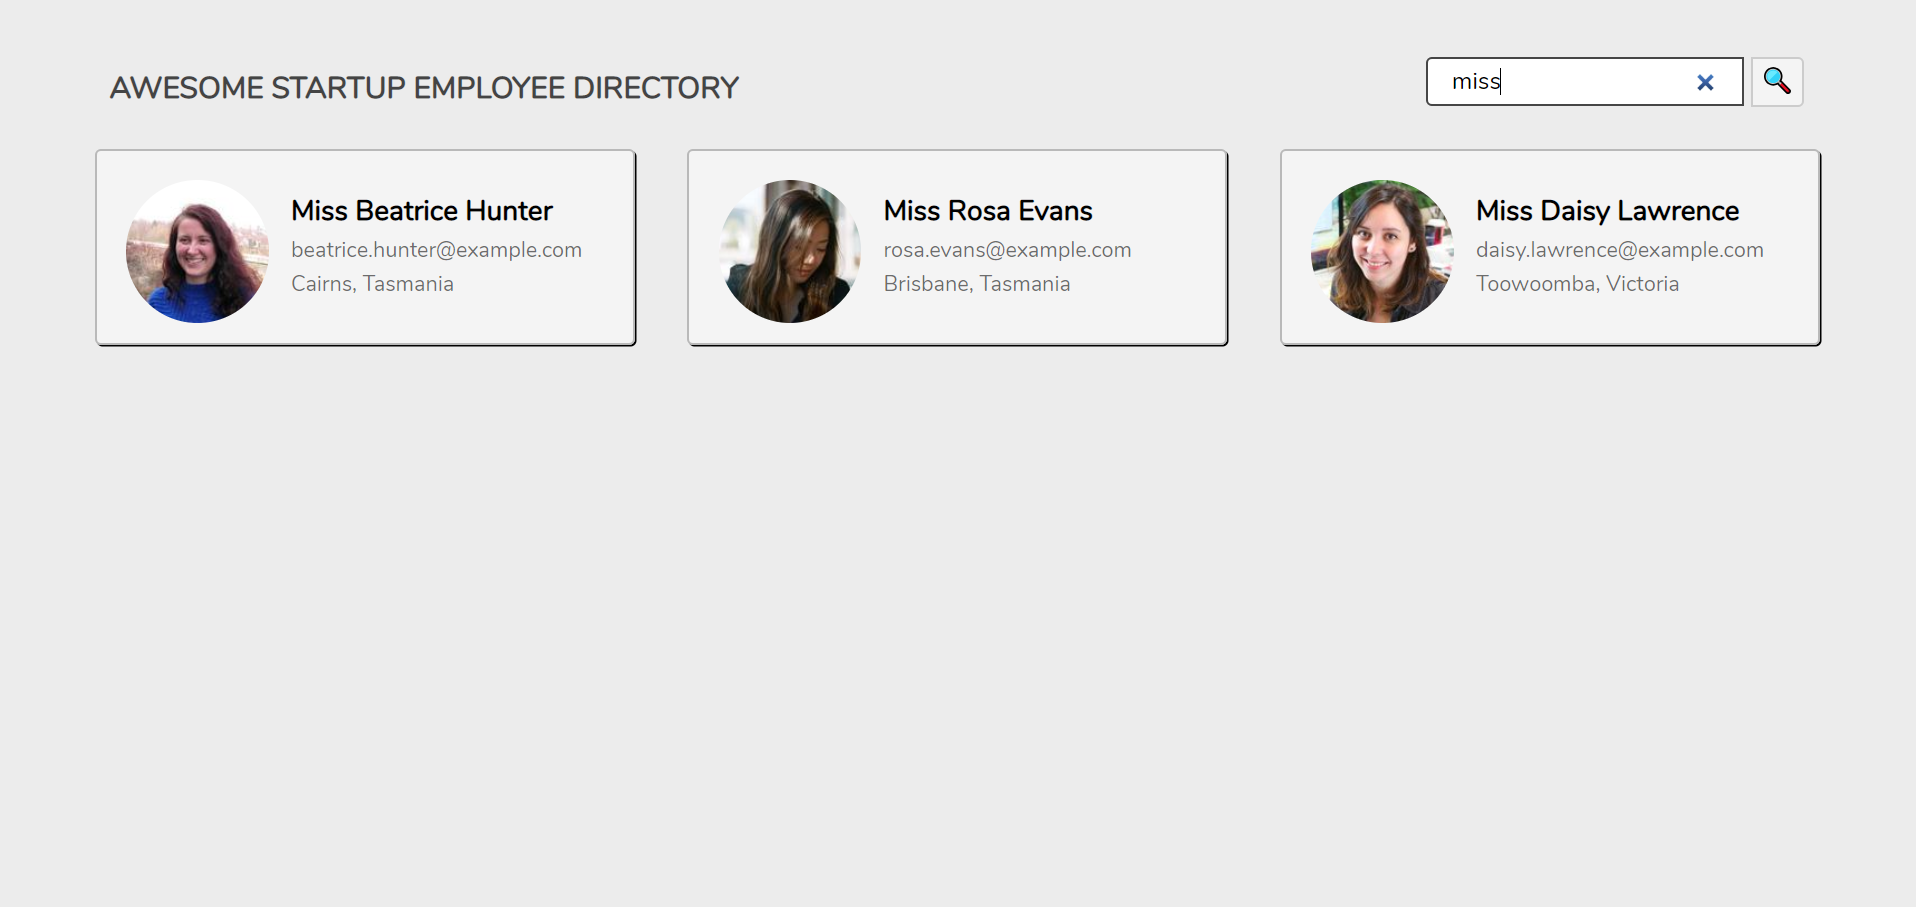 AWESOME STARTUP EMPLOYEE DIRECTORY
miss
Miss Beatrice Hunter
beatrice.hunter@example.com
Cairns, Tasmania
Miss Rosa Evans
rosa.evans@example.com
Brisbane, Tasmania
Miss Daisy Lawrence
daisy.lawrence@example.com
Toowoomba, Victoria